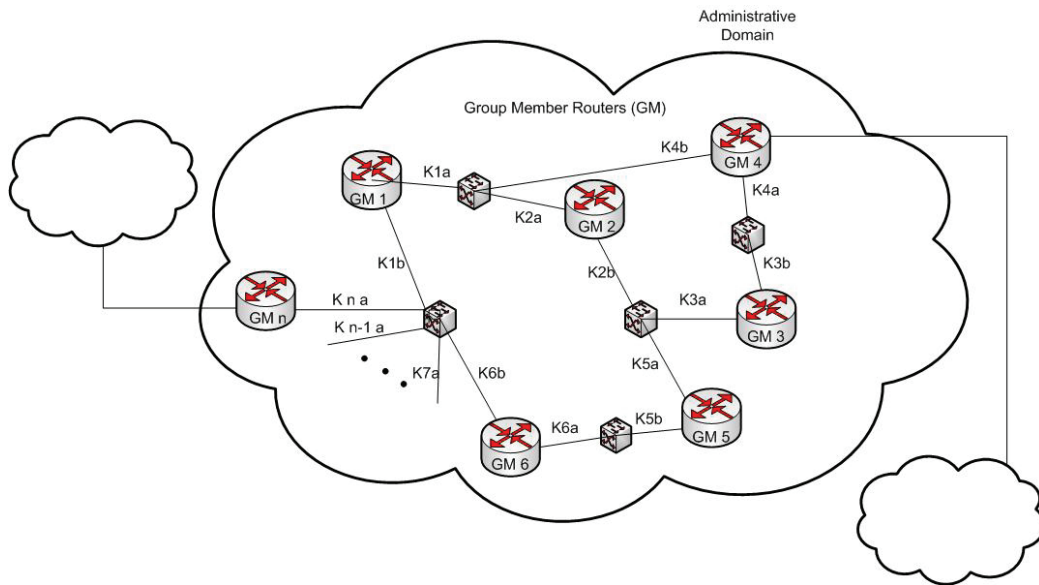 Administrative
Domain
Group Member Routers (GM)
K4b
GM 4
K1a
K4a
GM 1
K2a
GM 2
K1b
K2b
K3b
GM n
K n a
K3a
GM 3
K n-1 a
K7a
K6b
K5a
K6a
K5b
GM 5
GM 6